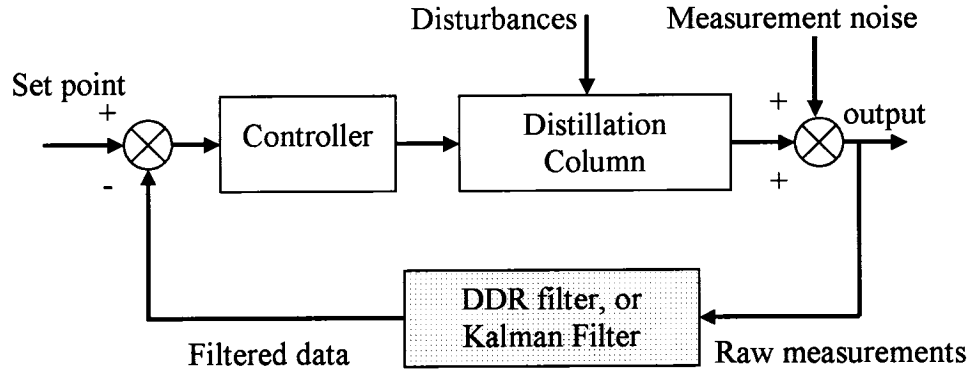 Disturbances
Measurement noise
Set point
+
-
Controller
Distillation
Column
+
+
output
DDR filter, or
Kalman Filter
Filtered data
Raw measurements